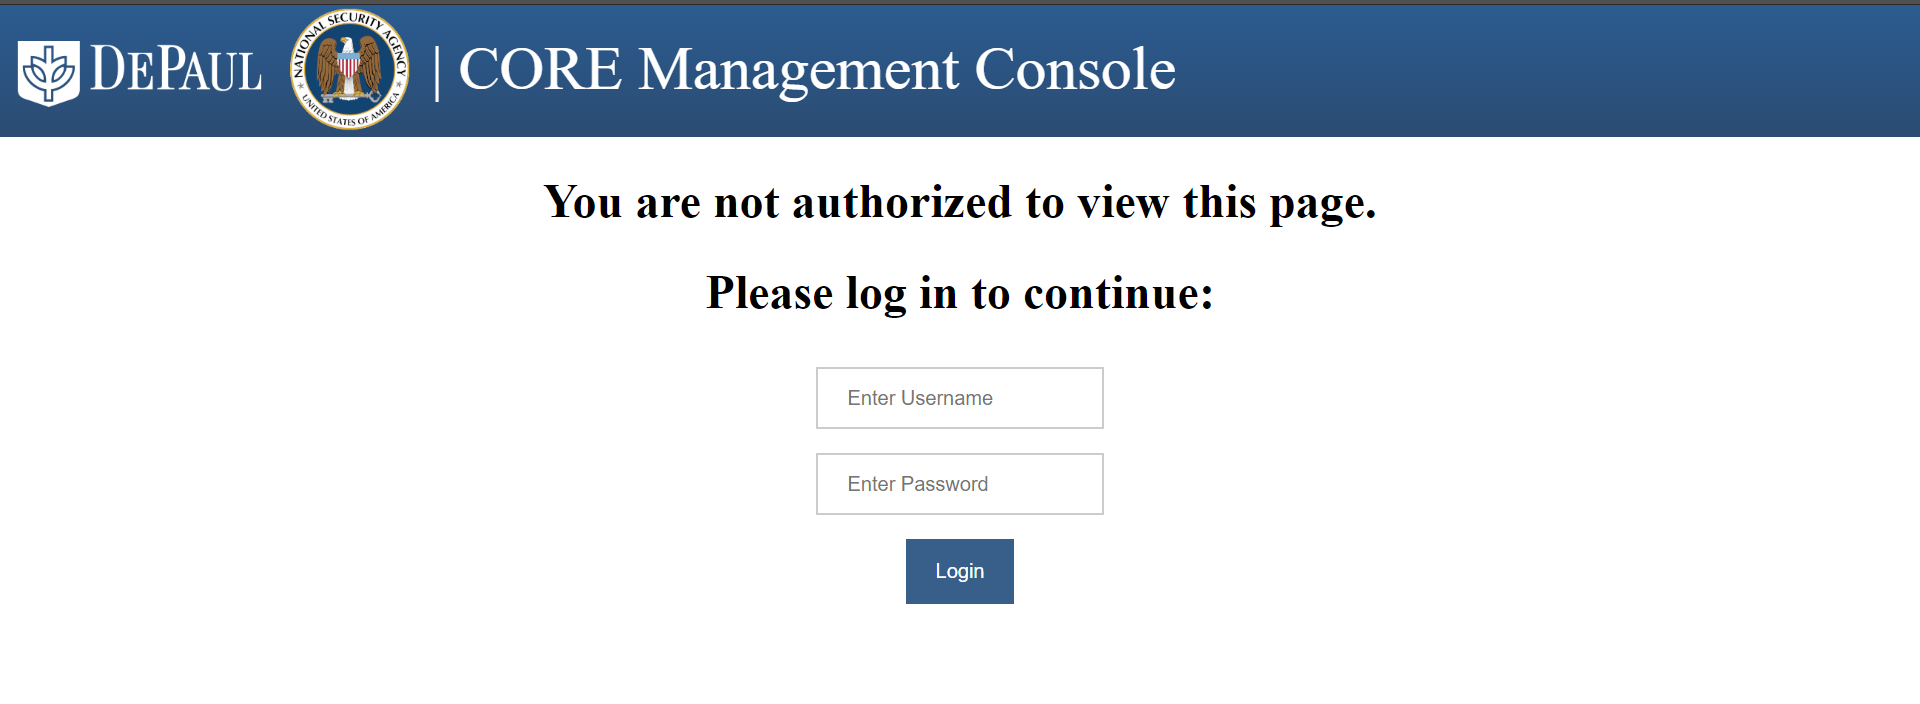 DEPAUL
NATIONAL SECURITY AGENCY
UNITED STATES OF AMERICA
| CORE Management Console
You are not authorized to view this page.
Please log in to continue:
Enter Username
Enter Password
Login